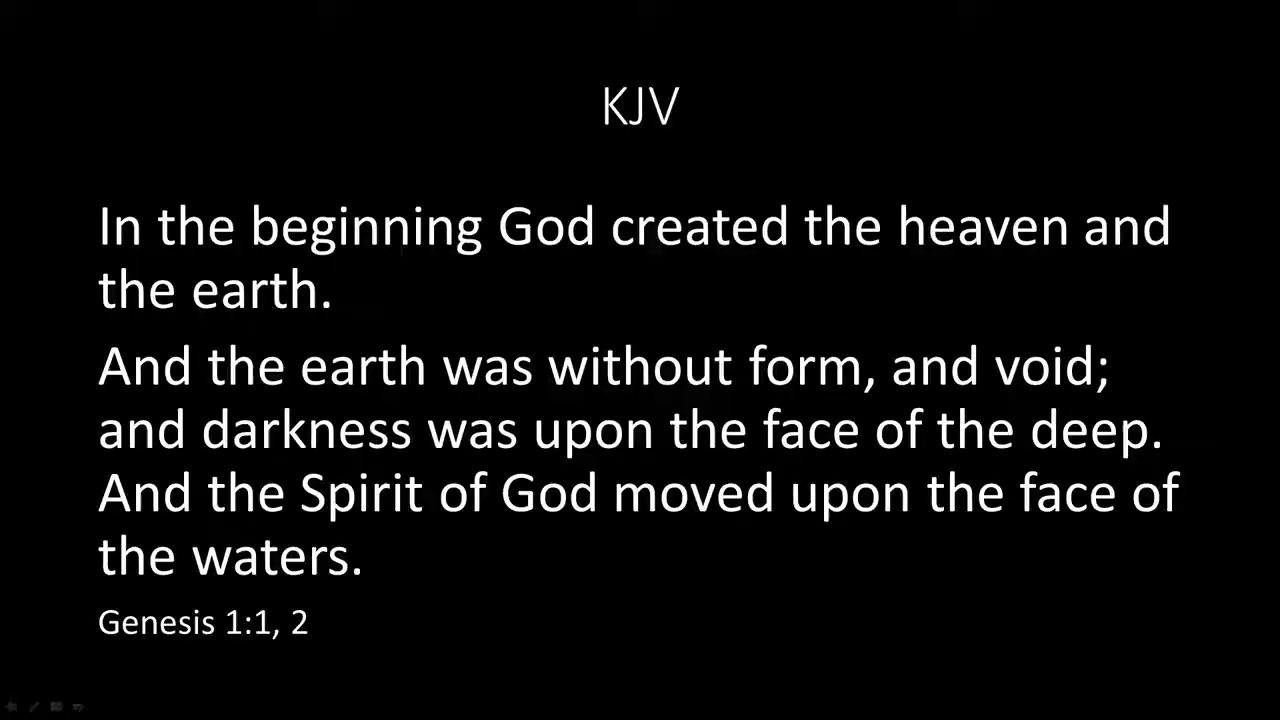 KJV
In the beginning God created the heaven and
the earth.
And the earth was without form, and void;
and darkness was upon the face of the deep.
And the Spirit of God moved upon the face of
the waters.
Genesis 1:1, 2